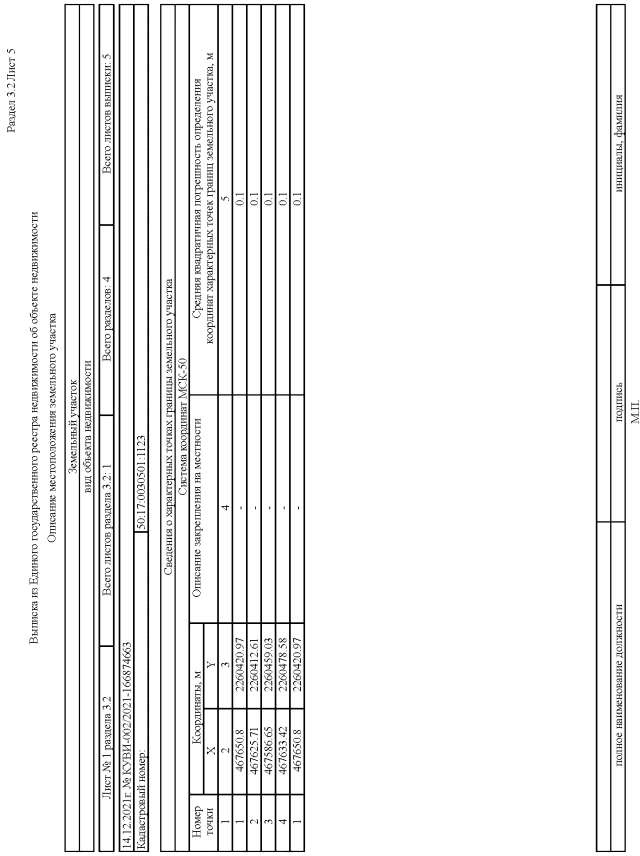 Раздел 3.2 Лист 5
Выписка из Единого государственного реестра недвижимости об объекте недвижимости
Описание местоположения земельного участка
Земельный участок
вид объекта недвижимости
Лист № 1 раздела 3.2 Всего листов раздела 3.2: 1 Всего разделов: 4 Всего листов выписки: 5
14.12.2021г. № КУВИ-002/2021-166874663
Кадастровый номер: 50:17:0030501:1123
Сведения о характерных точках границы земельного участка
Система координат МСК-50
Номер точки Координаты, м Описание закрепления на местности Средняя квадратичная погрешность определения координат характерных точек границ земельного участка, м
X Y
1 2 3 4 5
1 467650.8 2260420.97 - 0.1
2 467625.71 2260412.61 - 0.1
3 467586.65 2260459.03 - 0.1
4 467633.42 2260478.58 - 0.1
1 467650.8 2260420.97 - 0.1
полное наименование должности подпись инициалы, фамилия
М.П.